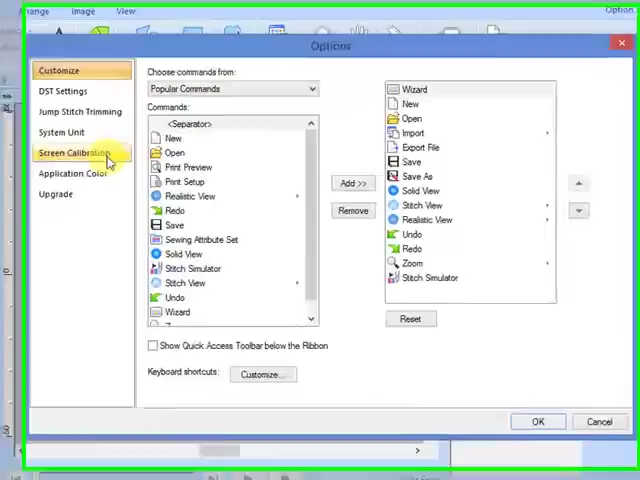 Arrange Image View Option
Options
Customize
DST Settings
Jump Stitch Trimming
System Unit
Screen Calibration
Application Color
Upgrade
Choose commands from:
Popular Commands
Commands:
<Separator>
New
Open
Print Preview
Print Setup
Realistic View
Redo
Save
Sewing Attribute Set
Solid View
Stitch Simulator
Stitch View
Undo
Wizard
Add >>
Remove
Wizard
New
Open
Import
Export File
Save
Save As
Solid View
Stitch View
Realistic View
Undo
Redo
Zoom
Stitch Simulator
Reset
Show Quick Access Toolbar below the Ribbon
Keyboard shortcuts:
Customize...
OK
Cancel